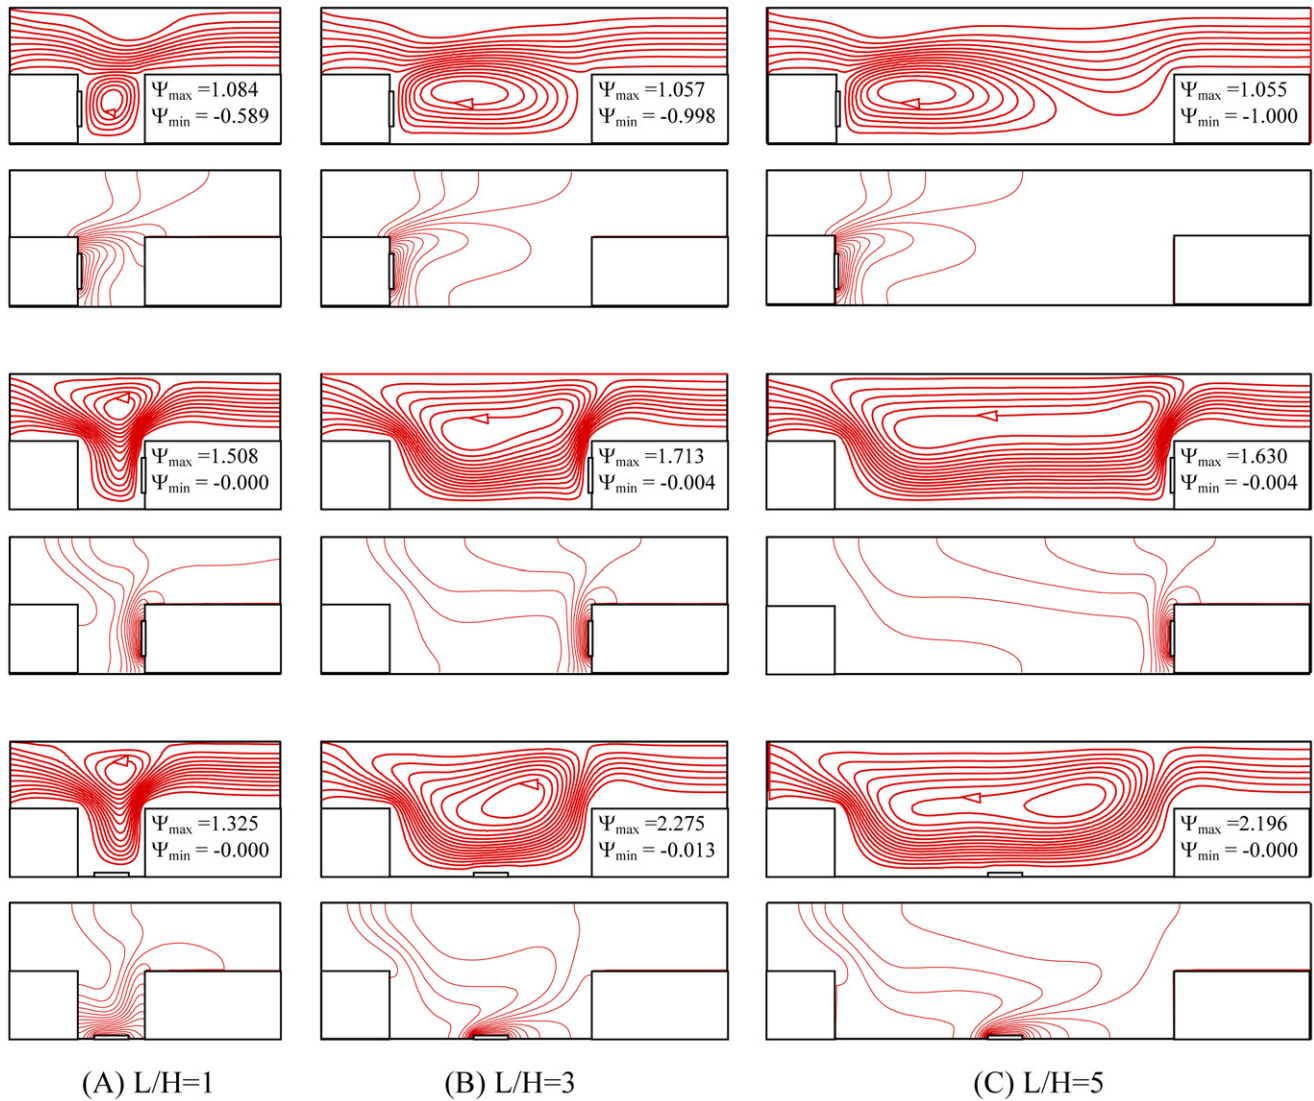 Ψmax =1.084
Ψmin = -0.589
Ψmax =1.057
Ψmin = -0.998
Ψmax =1.055
Ψmin = -1.000
Ψmax =1.508
Ψmin = -0.000
Ψmax =1.713
Ψmin = -0.004
Ψmax =1.630
Ψmin = -0.004
Ψmax =1.325
Ψmin = -0.000
Ψmax =2.275
Ψmin = -0.013
Ψmax =2.196
Ψmin = -0.000
(A) L/H=1
(B) L/H=3
(C) L/H=5